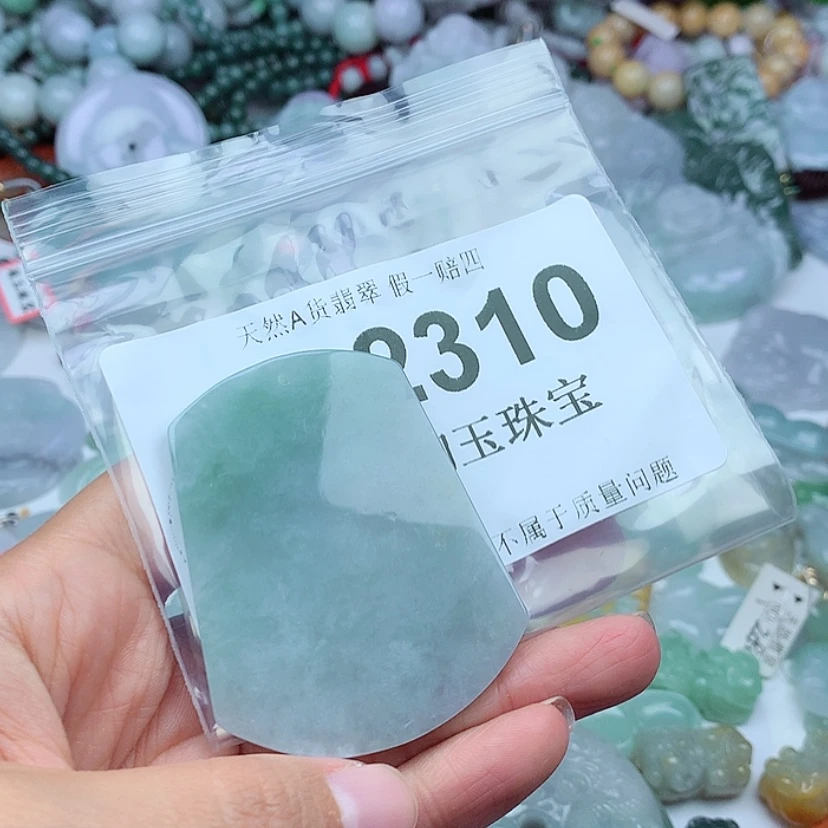 天然A货翡翠 假一赔四
2310
玉珠宝
不属于质量问题